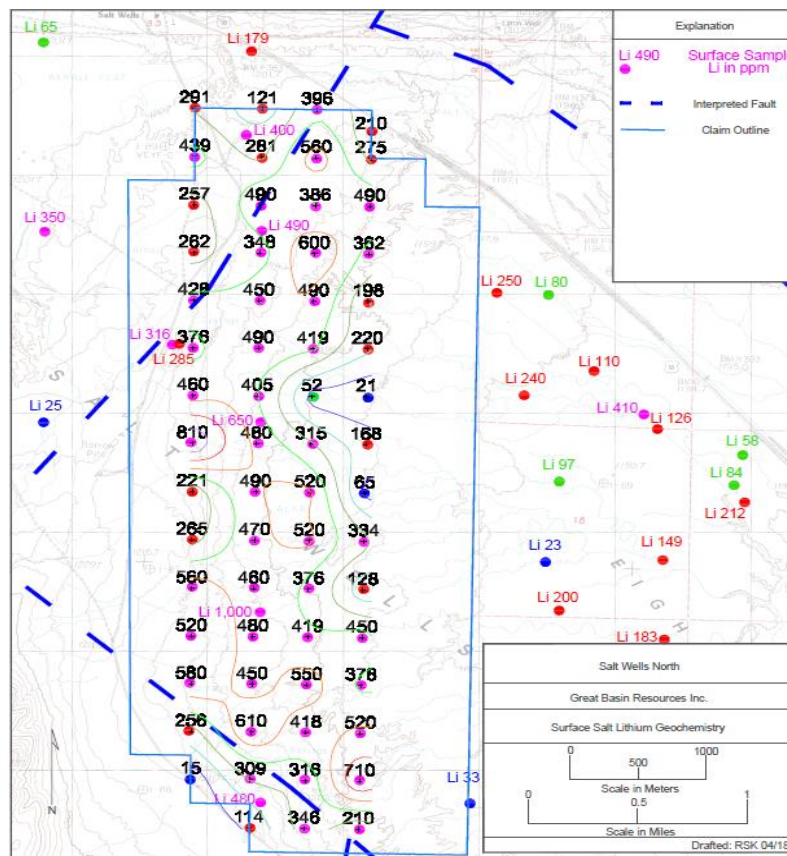 Li 65
Salt Wells
Li 179
Explanation
Li 490 Surface Sample
Li in ppm
Interpreted Fault
Claim Outline
291 121 396
210
Li 400
439 281 560 275
257 490 386 490
Li 350
Li 490
262 348 600 362
Li 250 Li 80
428 450 490 198
Li 316 376 490 419 220
Li 285
Li 110
460 405 52 21
Li 240
Li 410
Li 126
Li 25
Li 650
810 480 315 168
Li 58
Li 97
Li 84
221 490 520 65
Li 212
265 470 520 334
Li 23
Li 149
560 460 376 128
Li 1,000
Li 200
520 480 419 450
Li 183
580 450 550 378
256 610 418 520
15 309 318 710
Li 480
Li 33
114 346 210
SALT WELLS
EIGH
N
Salt Wells North
Great Basin Resources Inc.
Surface Salt Lithium Geochemistry
0 500 1000
Scale in Meters
0 0.5 1
Scale in Miles
Drafted: RSK 04/18